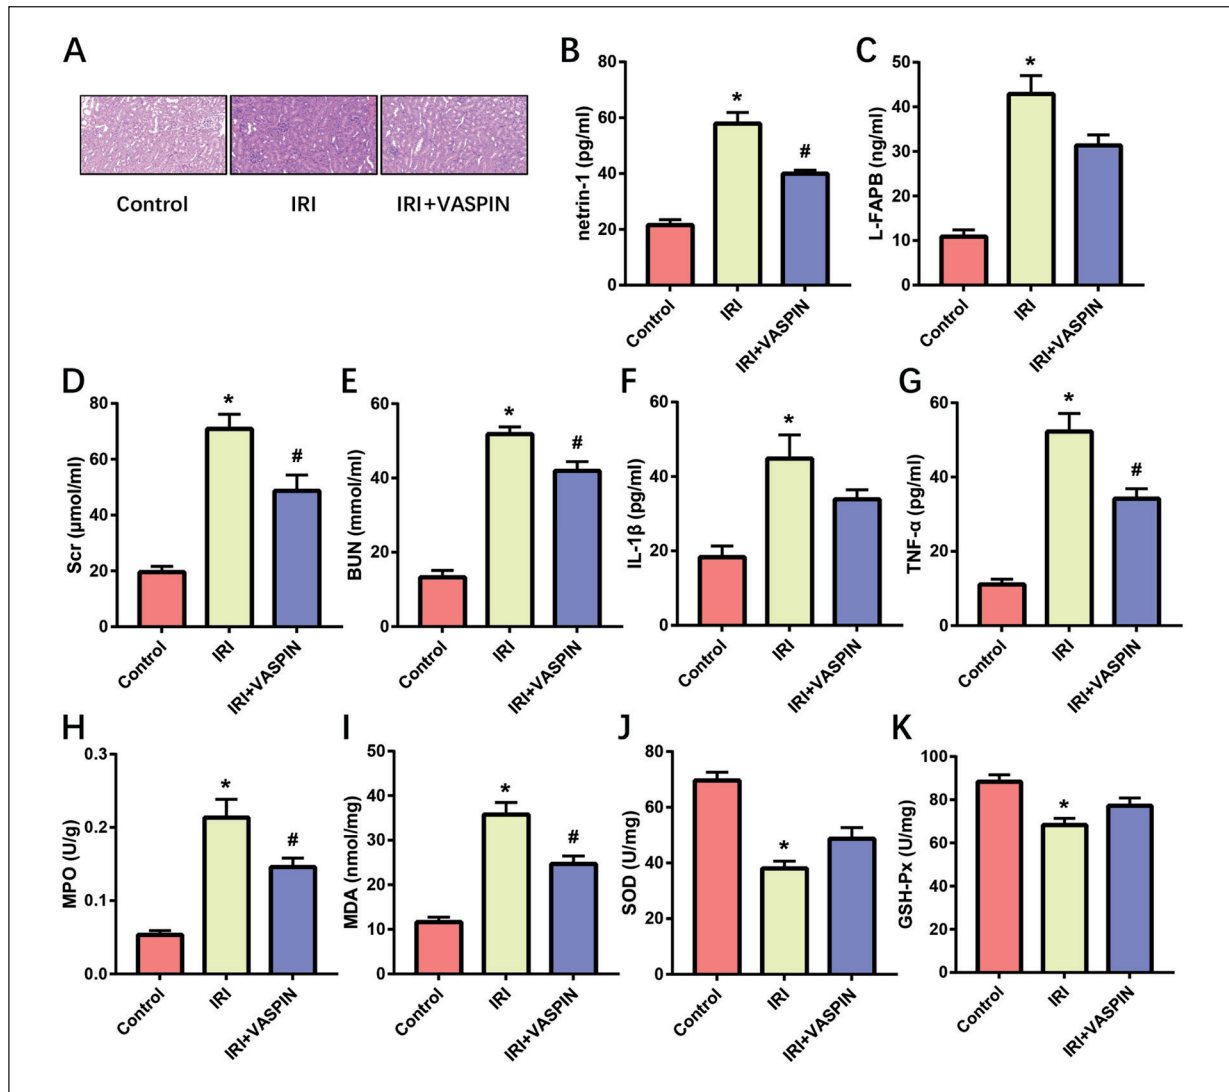 A
Control
IRI
IRI+VASPIN
B
netrin-1 (pg/ml)
80
60
40
20
0
*
#
Control
IRI
IRI+VASPIN
C
L-FAPB (ng/ml)
50
40
30
20
10
0
*
Control
IRI
IRI+VASPIN
D
Scr (μmol/ml)
80
60
40
20
0
*
#
Control
IRI
IRI+VASPIN
E
BUN (mmol/ml)
60
40
20
0
*
#
Control
IRI
IRI+VASPIN
F
IL-1β (pg/ml)
60
40
20
0
*
Control
IRI
IRI+VASPIN
G
TNF-α (pg/ml)
60
40
20
0
*
#
Control
IRI
IRI+VASPIN
H
MPO (U/g)
0.3
0.2
0.1
0.0
*
#
Control
IRI
IRI+VASPIN
I
MDA (nmol/mg)
50
40
30
20
10
0
*
#
Control
IRI
IRI+VASPIN
J
SOD (U/mg)
80
60
40
20
0
*
Control
IRI
IRI+VASPIN
K
GSH-Px (U/mg)
100
80
60
40
20
0
*
Control
IRI
IRI+VASPIN